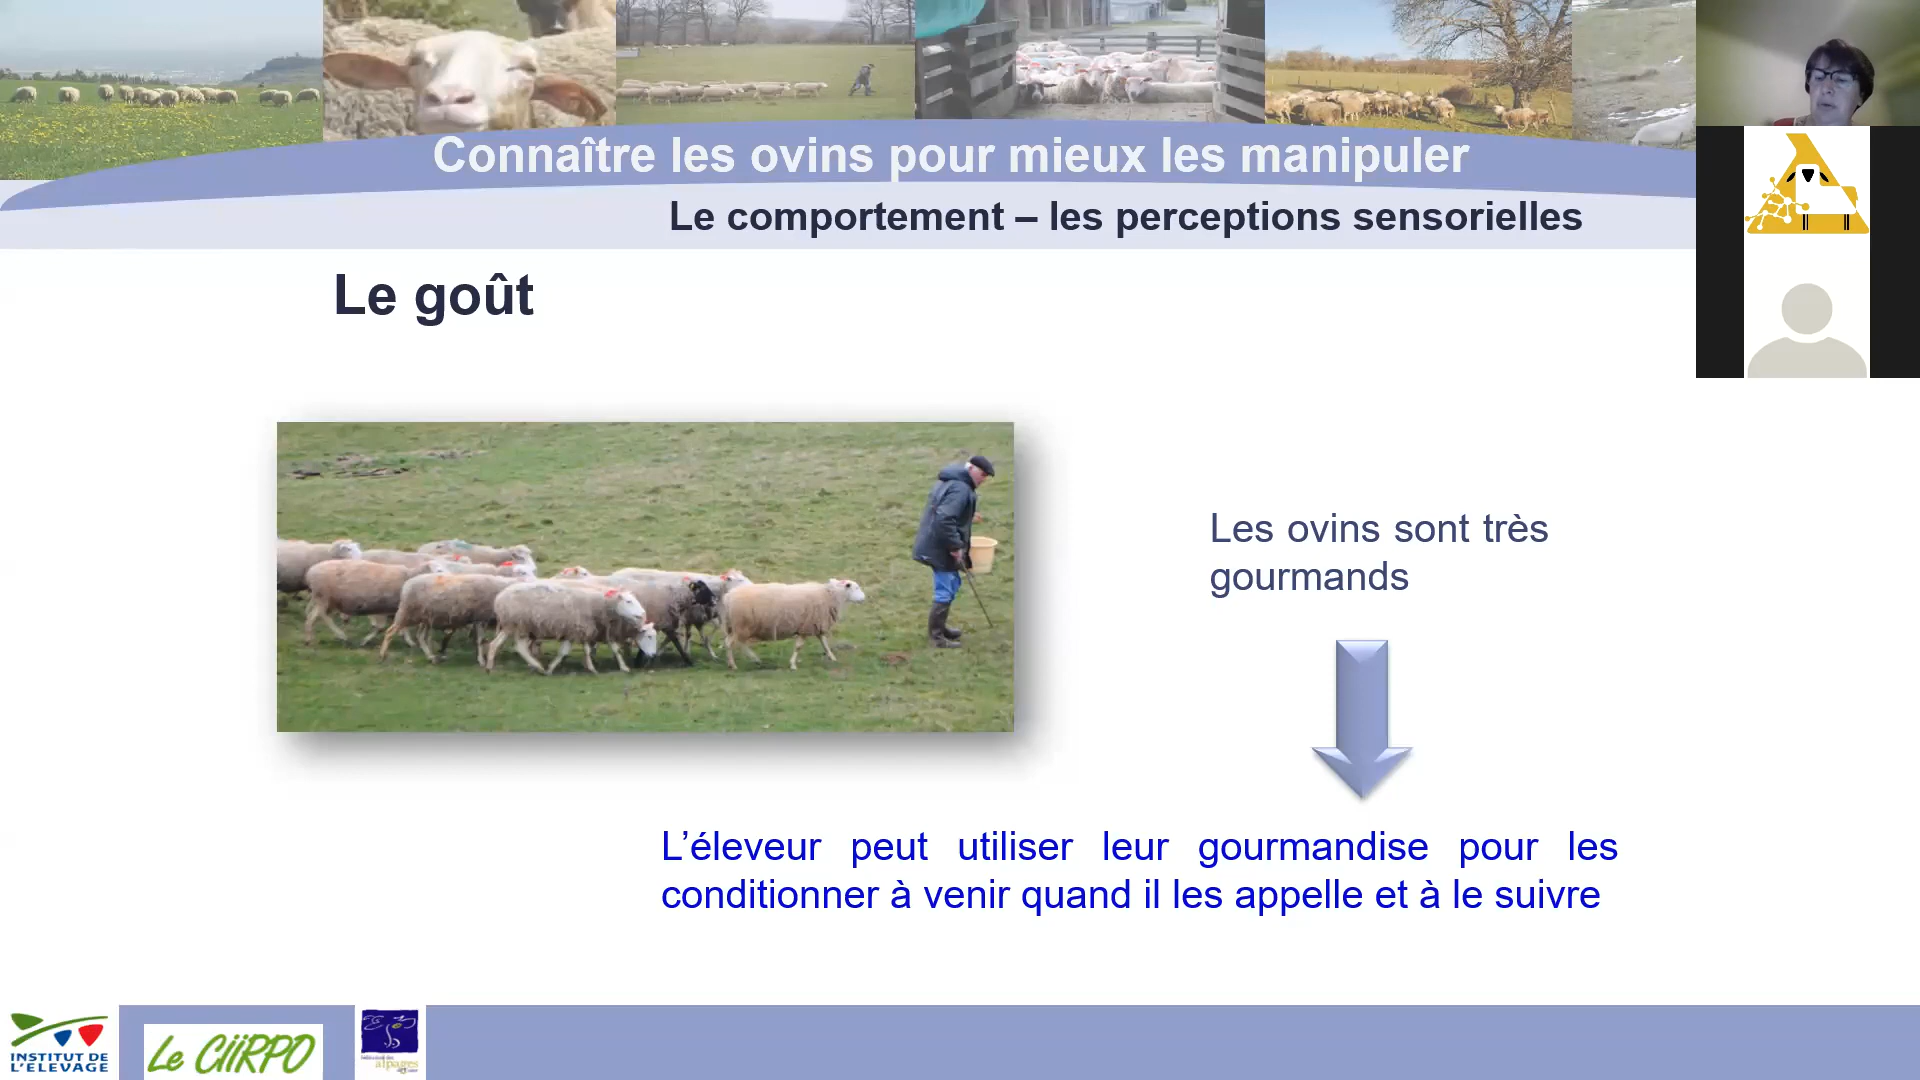 Connaître les ovins pour mieux les manipuler
Le comportement – les perceptions sensorielles
Le goût
Les ovins sont très
gourmands
L’éleveur peut utiliser leur gourmandise pour les
conditionner à venir quand il les appelle et à le suivre
INSTITUT DE
L'ELEVAGE
Le CIIRPO
alpages